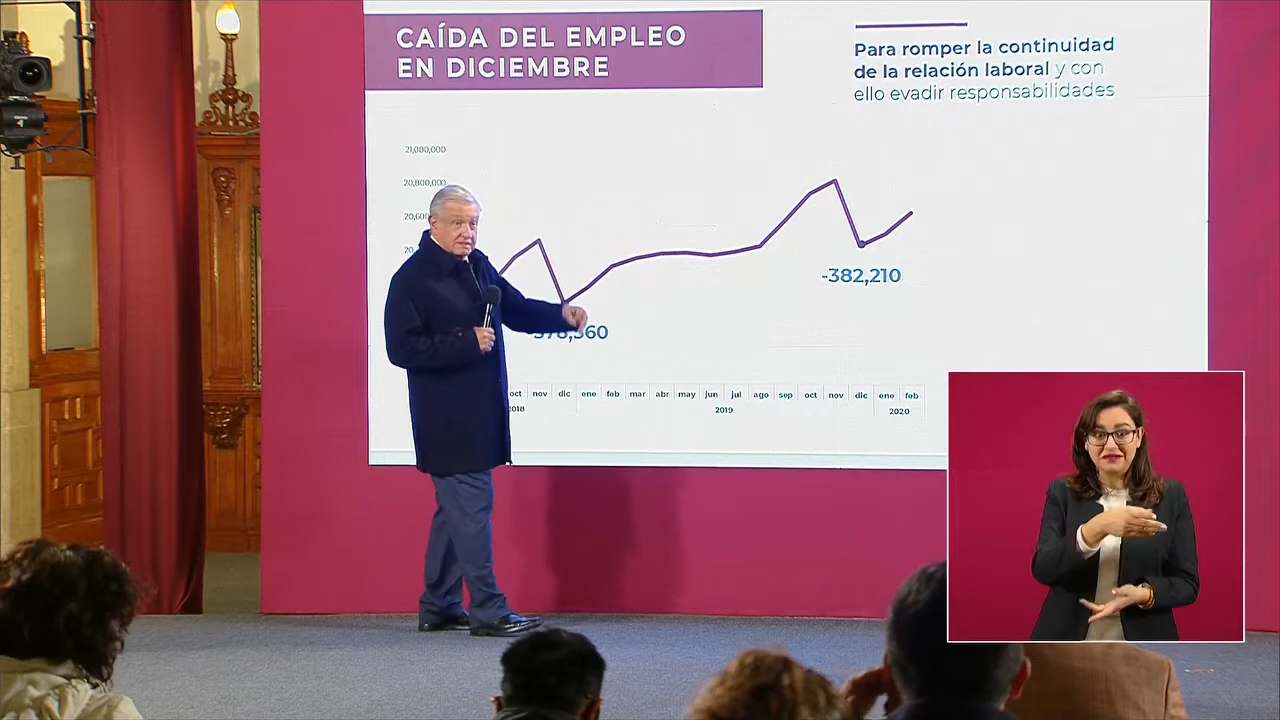 CAÍDA DEL EMPLEO
EN DICIEMBRE
Para romper la continuidad
de la relación laboral y con
ello evadir responsabilidades
21,000,000
20,800,000
-382,210
oct nov dic ene feb mar abr may jun jul ago sep oct nov dic ene feb
2018 2019 2020